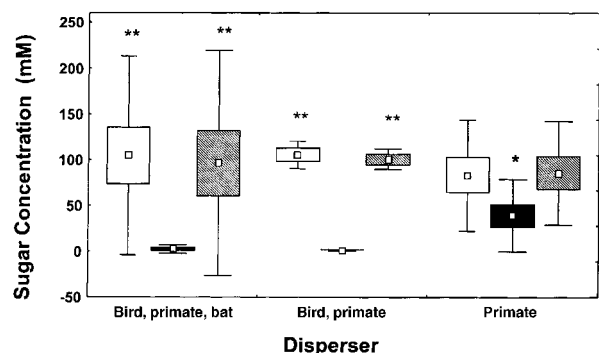 Sugar Concentration (mM)
250
200
150
100
50
0
-50
** **
** **
*
Bird, primate, bat
Bird, primate
Primate
Disperser